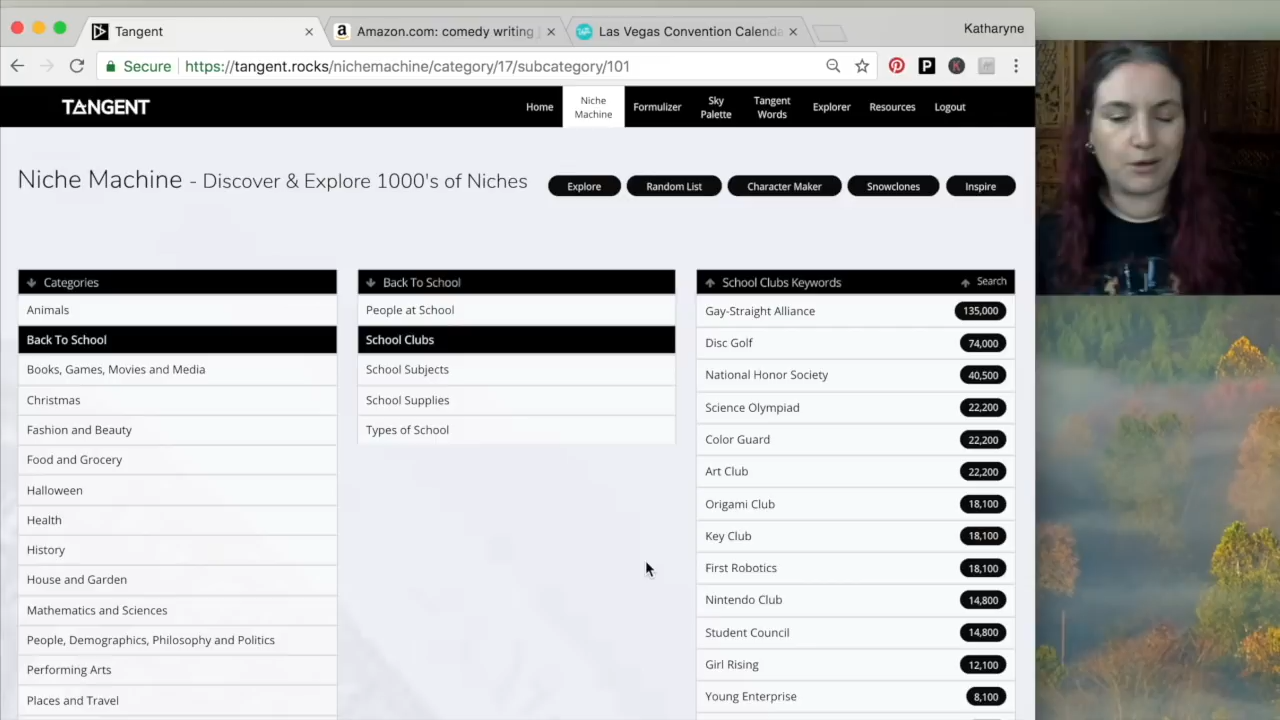 Tangent
Amazon.com: comedy writing
Las Vegas Convention Calenda
Katharyne
Secure
https://tangent.rocks/nichemachine/category/17/subcategory/101
TANGENT
Home
Niche Machine
Formulizer
Sky Palette
Tangent Words
Explorer
Resources
Logout
Niche Machine - Discover & Explore 1000's of Niches
Explore
Random List
Character Maker
Snowclones
Inspire
Categories
Animals
Back To School
Books, Games, Movies and Media
Christmas
Fashion and Beauty
Food and Grocery
Halloween
Health
History
House and Garden
Mathematics and Sciences
People, Demographics, Philosophy and Politics
Performing Arts
Places and Travel
Back To School
People at School
School Clubs
School Subjects
School Supplies
Types of School
School Clubs Keywords Search
Gay-Straight Alliance 135,000
Disc Golf 74,000
National Honor Society 40,500
Science Olympiad 22,200
Color Guard 22,200
Art Club 22,200
Origami Club 18,100
Key Club 18,100
First Robotics 18,100
Nintendo Club 14,800
Student Council 14,800
Girl Rising 12,100
Young Enterprise 8,100